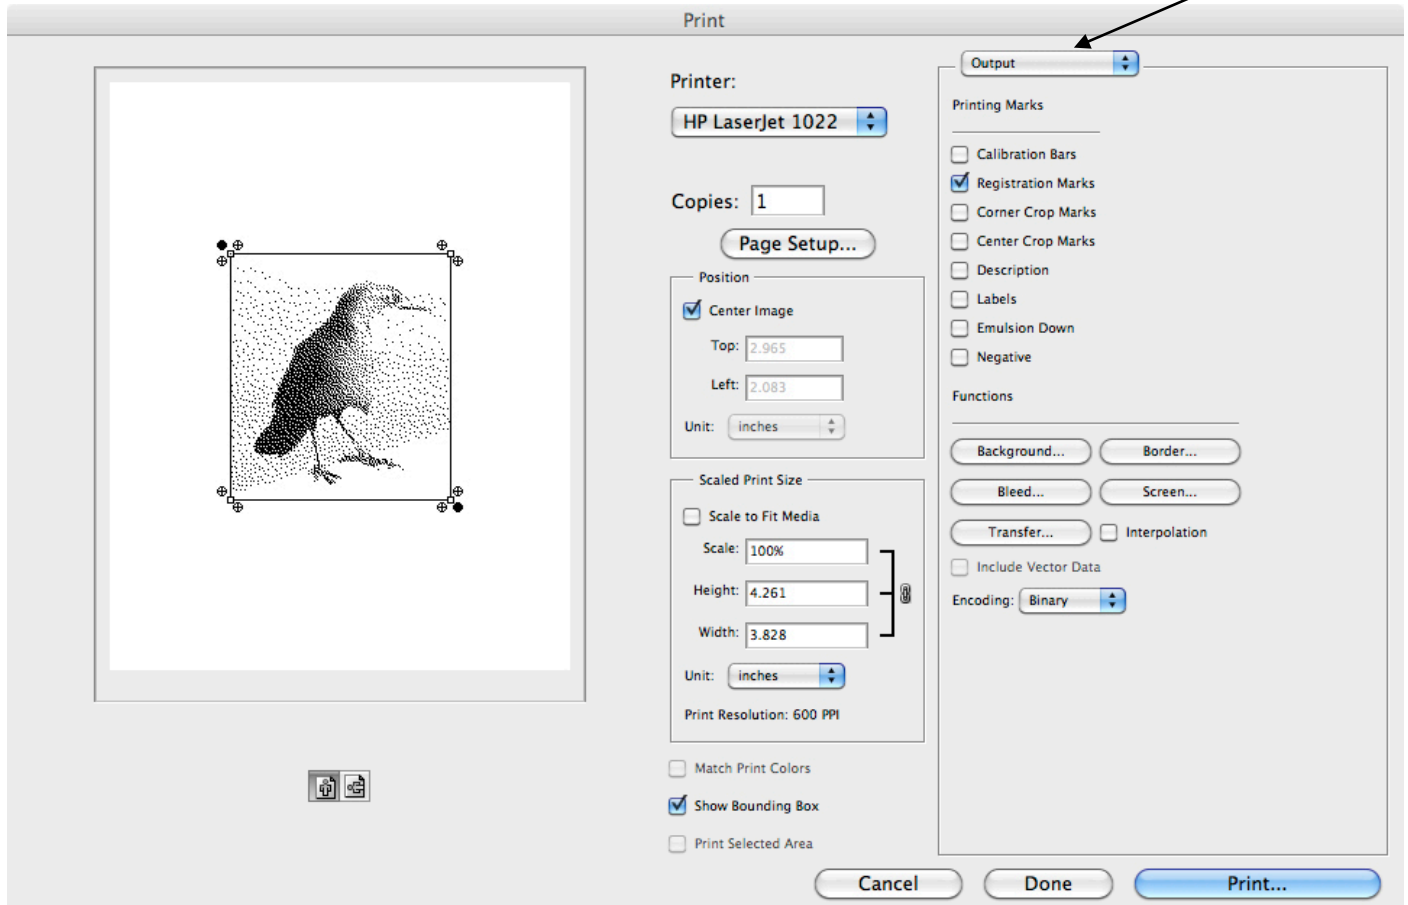 Print
Printer:
HP LaserJet 1022
Copies: 1
Page Setup...
Position
Center Image
Top: 2.965
Left: 2.083
Unit: inches
Scaled Print Size
Scale to Fit Media
Scale: 100%
Height: 4.261
Width: 3.828
Unit: inches
Print Resolution: 600 PPI
Match Print Colors
Show Bounding Box
Print Selected Area
Output
Printing Marks
Calibration Bars
Registration Marks
Corner Crop Marks
Center Crop Marks
Description
Labels
Emulsion Down
Negative
Functions
Background... Border...
Bleed... Screen...
Transfer... Interpolation
Include Vector Data
Encoding: Binary
Cancel Done Print...